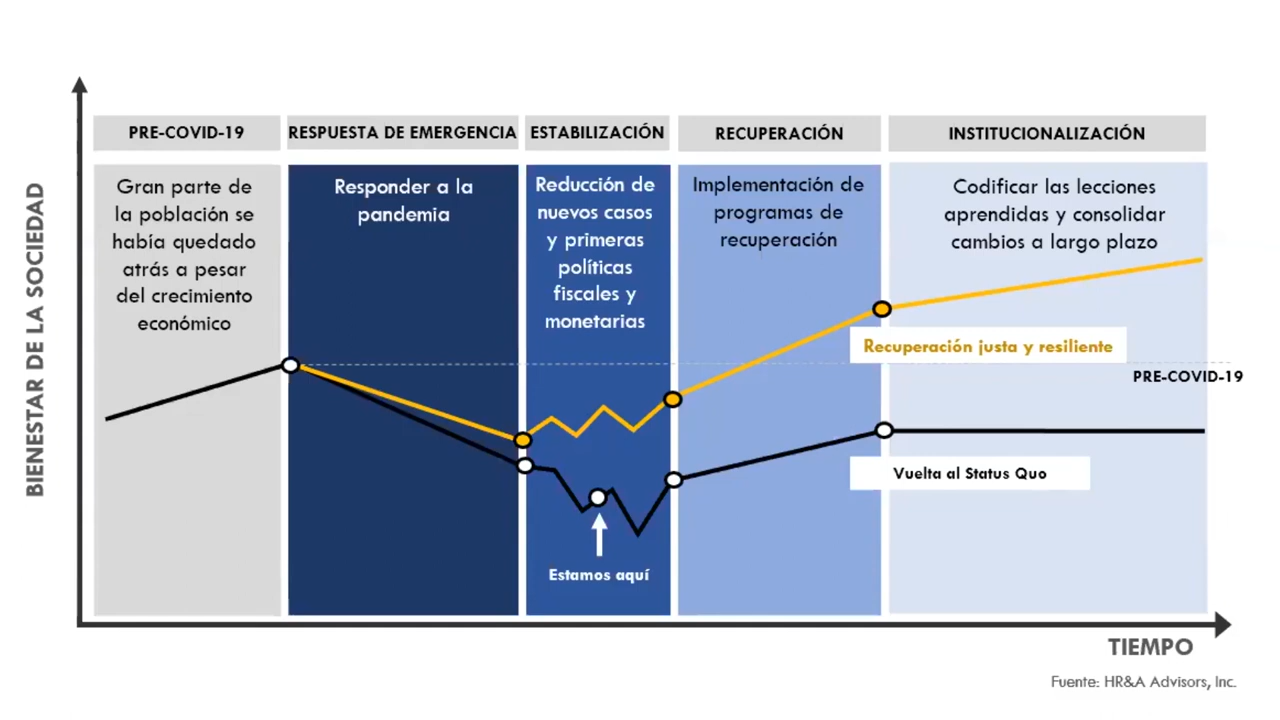 PRE-COVID-19
RESPUESTA DE EMERGENCIA
ESTABILIZACIÓN
RECUPERACIÓN
INSTITUCIONALIZACIÓN
Gran parte de
la población se
había quedado
atrás a pesar
del crecimiento
económico
Responder a la
pandemia
Reducción de
nuevos casos
y primeras
políticas
fiscales y
monetarias
Implementación de
programas de
recuperación
Codificar las lecciones
aprendidas y consolidar
cambios a largo plazo
BIENESTAR DE LA SOCIEDAD
Recuperación justa y resiliente
PRE-COVID-19
Vuelta al Status Quo
Estamos aquí
TIEMPO
Fuente: HR&A Advisors, Inc.